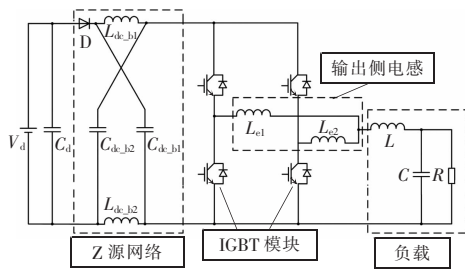 D
L_dc_b1
输出侧电感
V_d
C_d
C_dc_b2
C_dc_b1
L_e1
L_e2
L
C
R
L_dc_b2
Z 源网络
IGBT 模块
负载